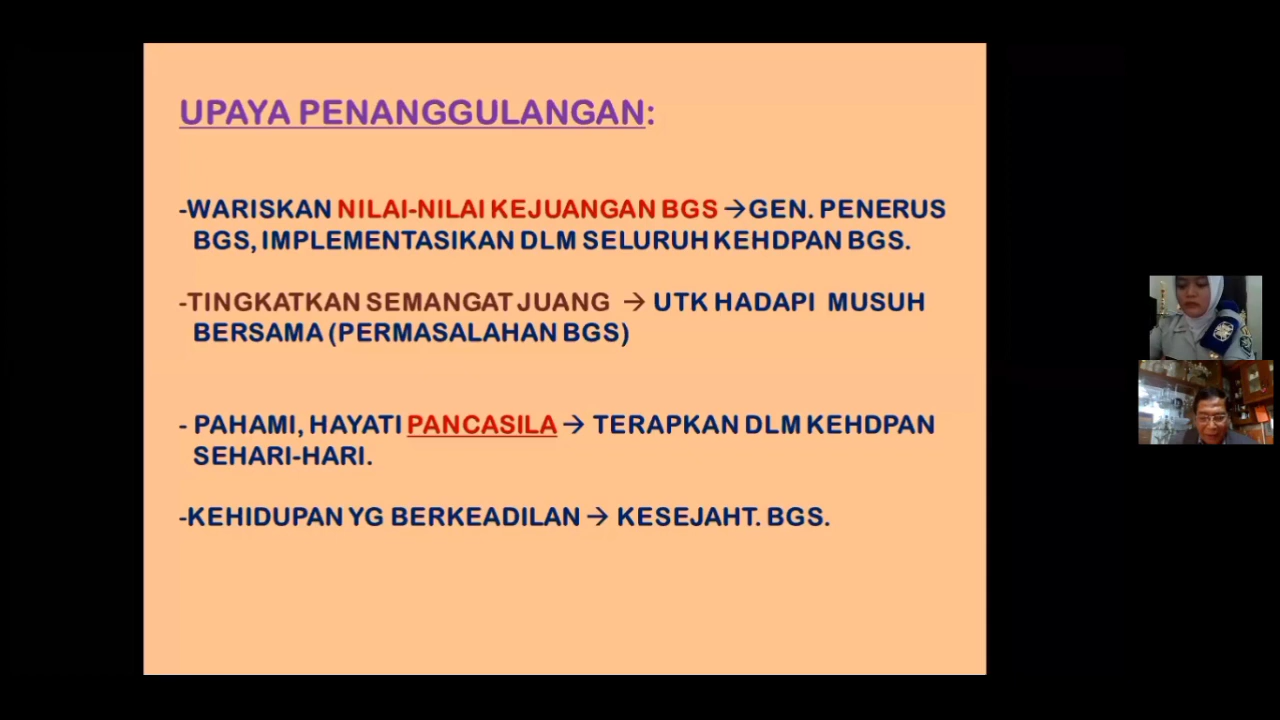 UPAYA PENANGGULANGAN:
-WARISKAN NILAI-NILAI KEJUANGAN BGS →GEN. PENERUS
BGS, IMPLEMENTASIKAN DLM SELURUH KEHDPAN BGS.
-TINGKATKAN SEMANGAT JUANG → UTK HADAPI MUSUH
BERSAMA (PERMASALAHAN BGS)
- PAHAMI, HAYATI PANCASILA → TERAPKAN DLM KEHDPAN
SEHARI-HARI.
-KEHIDUPAN YG BERKEADILAN → KESEJAHT. BGS.